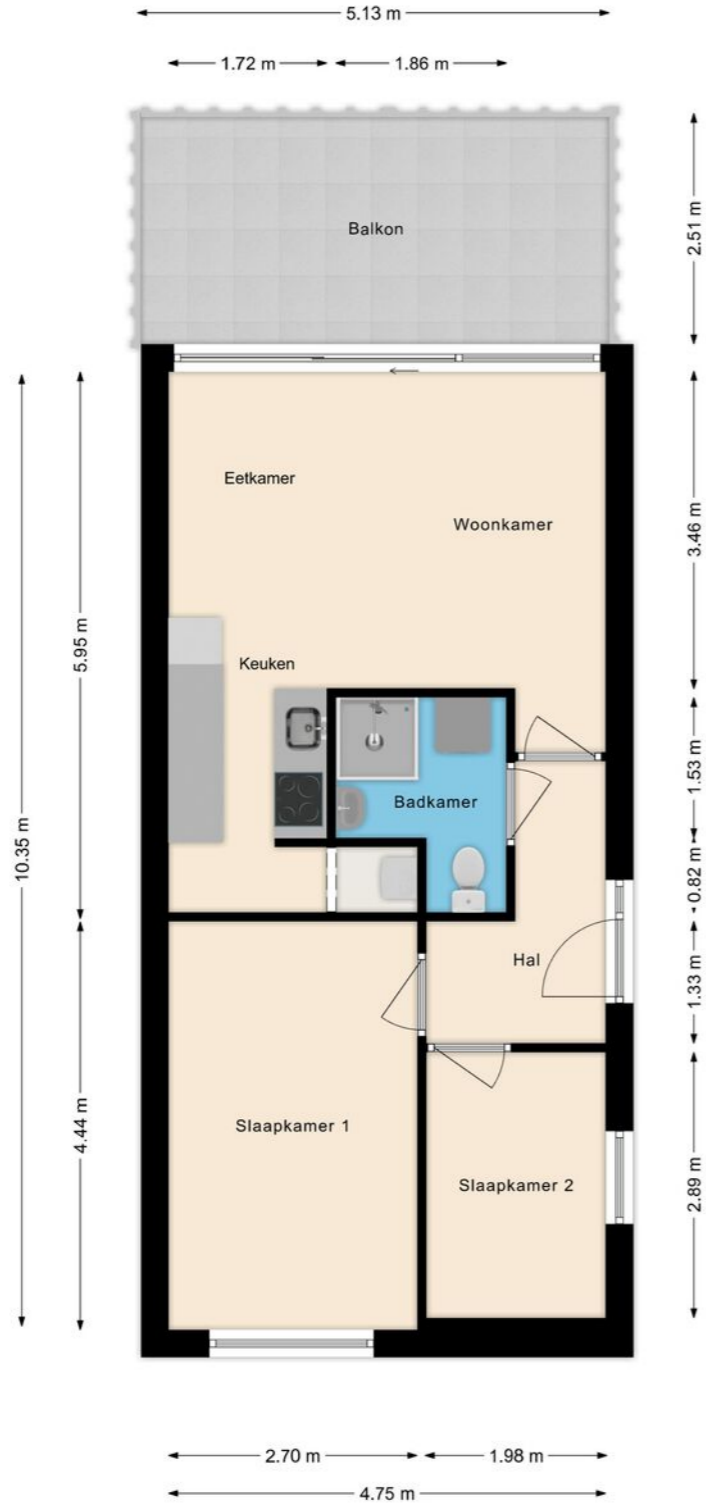 5.13 m
1.72 m
1.86 m
Balkon
2.51 m
Eetkamer
Woonkamer
3.46 m
5.95 m
Keuken
Badkamer
1.53 m
10.35 m
0.82 m
Hal
1.33 m
4.44 m
Slaapkamer 1
Slaapkamer 2
2.89 m
2.70 m
1.98 m
4.75 m